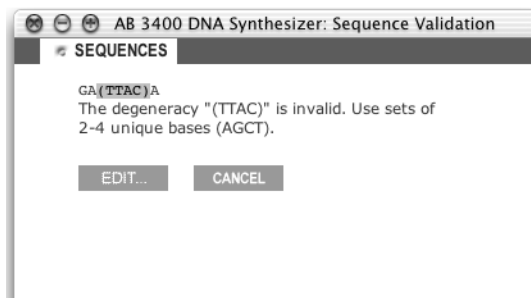 AB 3400 DNA Synthesizer: Sequence Validation
SEQUENCES
GA(TTAC)A
The degeneracy "(TTAC)" is invalid. Use sets of
2-4 unique bases (AGCT).
EDIT... CANCEL